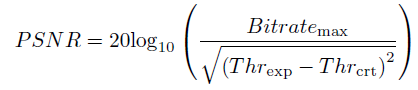 PSNR = 20log₁₀ ( Bitrate_max / √((Thr_exp − Thr_crt)²) )